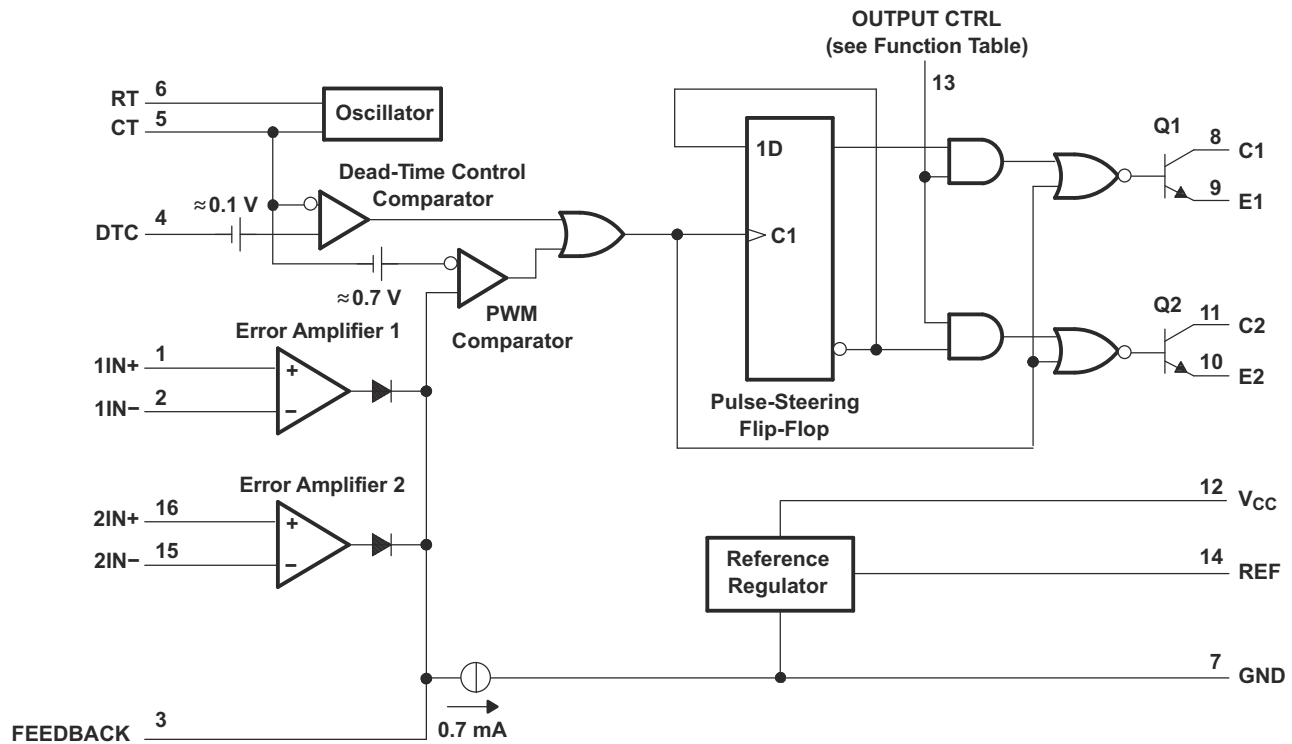 OUTPUT CTRL
(see Function Table)
13
RT 6
CT 5
Oscillator
Dead-Time Control
Comparator
≈ 0.1 V
DTC 4
≈ 0.7 V
PWM
Comparator
1D
C1
Pulse-Steering
Flip-Flop
Q1
8 C1
9 E1
Q2
11 C2
10 E2
Error Amplifier 1
1IN+ 1
1IN− 2
+
−
Error Amplifier 2
2IN+ 16
2IN− 15
+
−
12 VCC
Reference
Regulator
14 REF
7 GND
0.7 mA
FEEDBACK 3